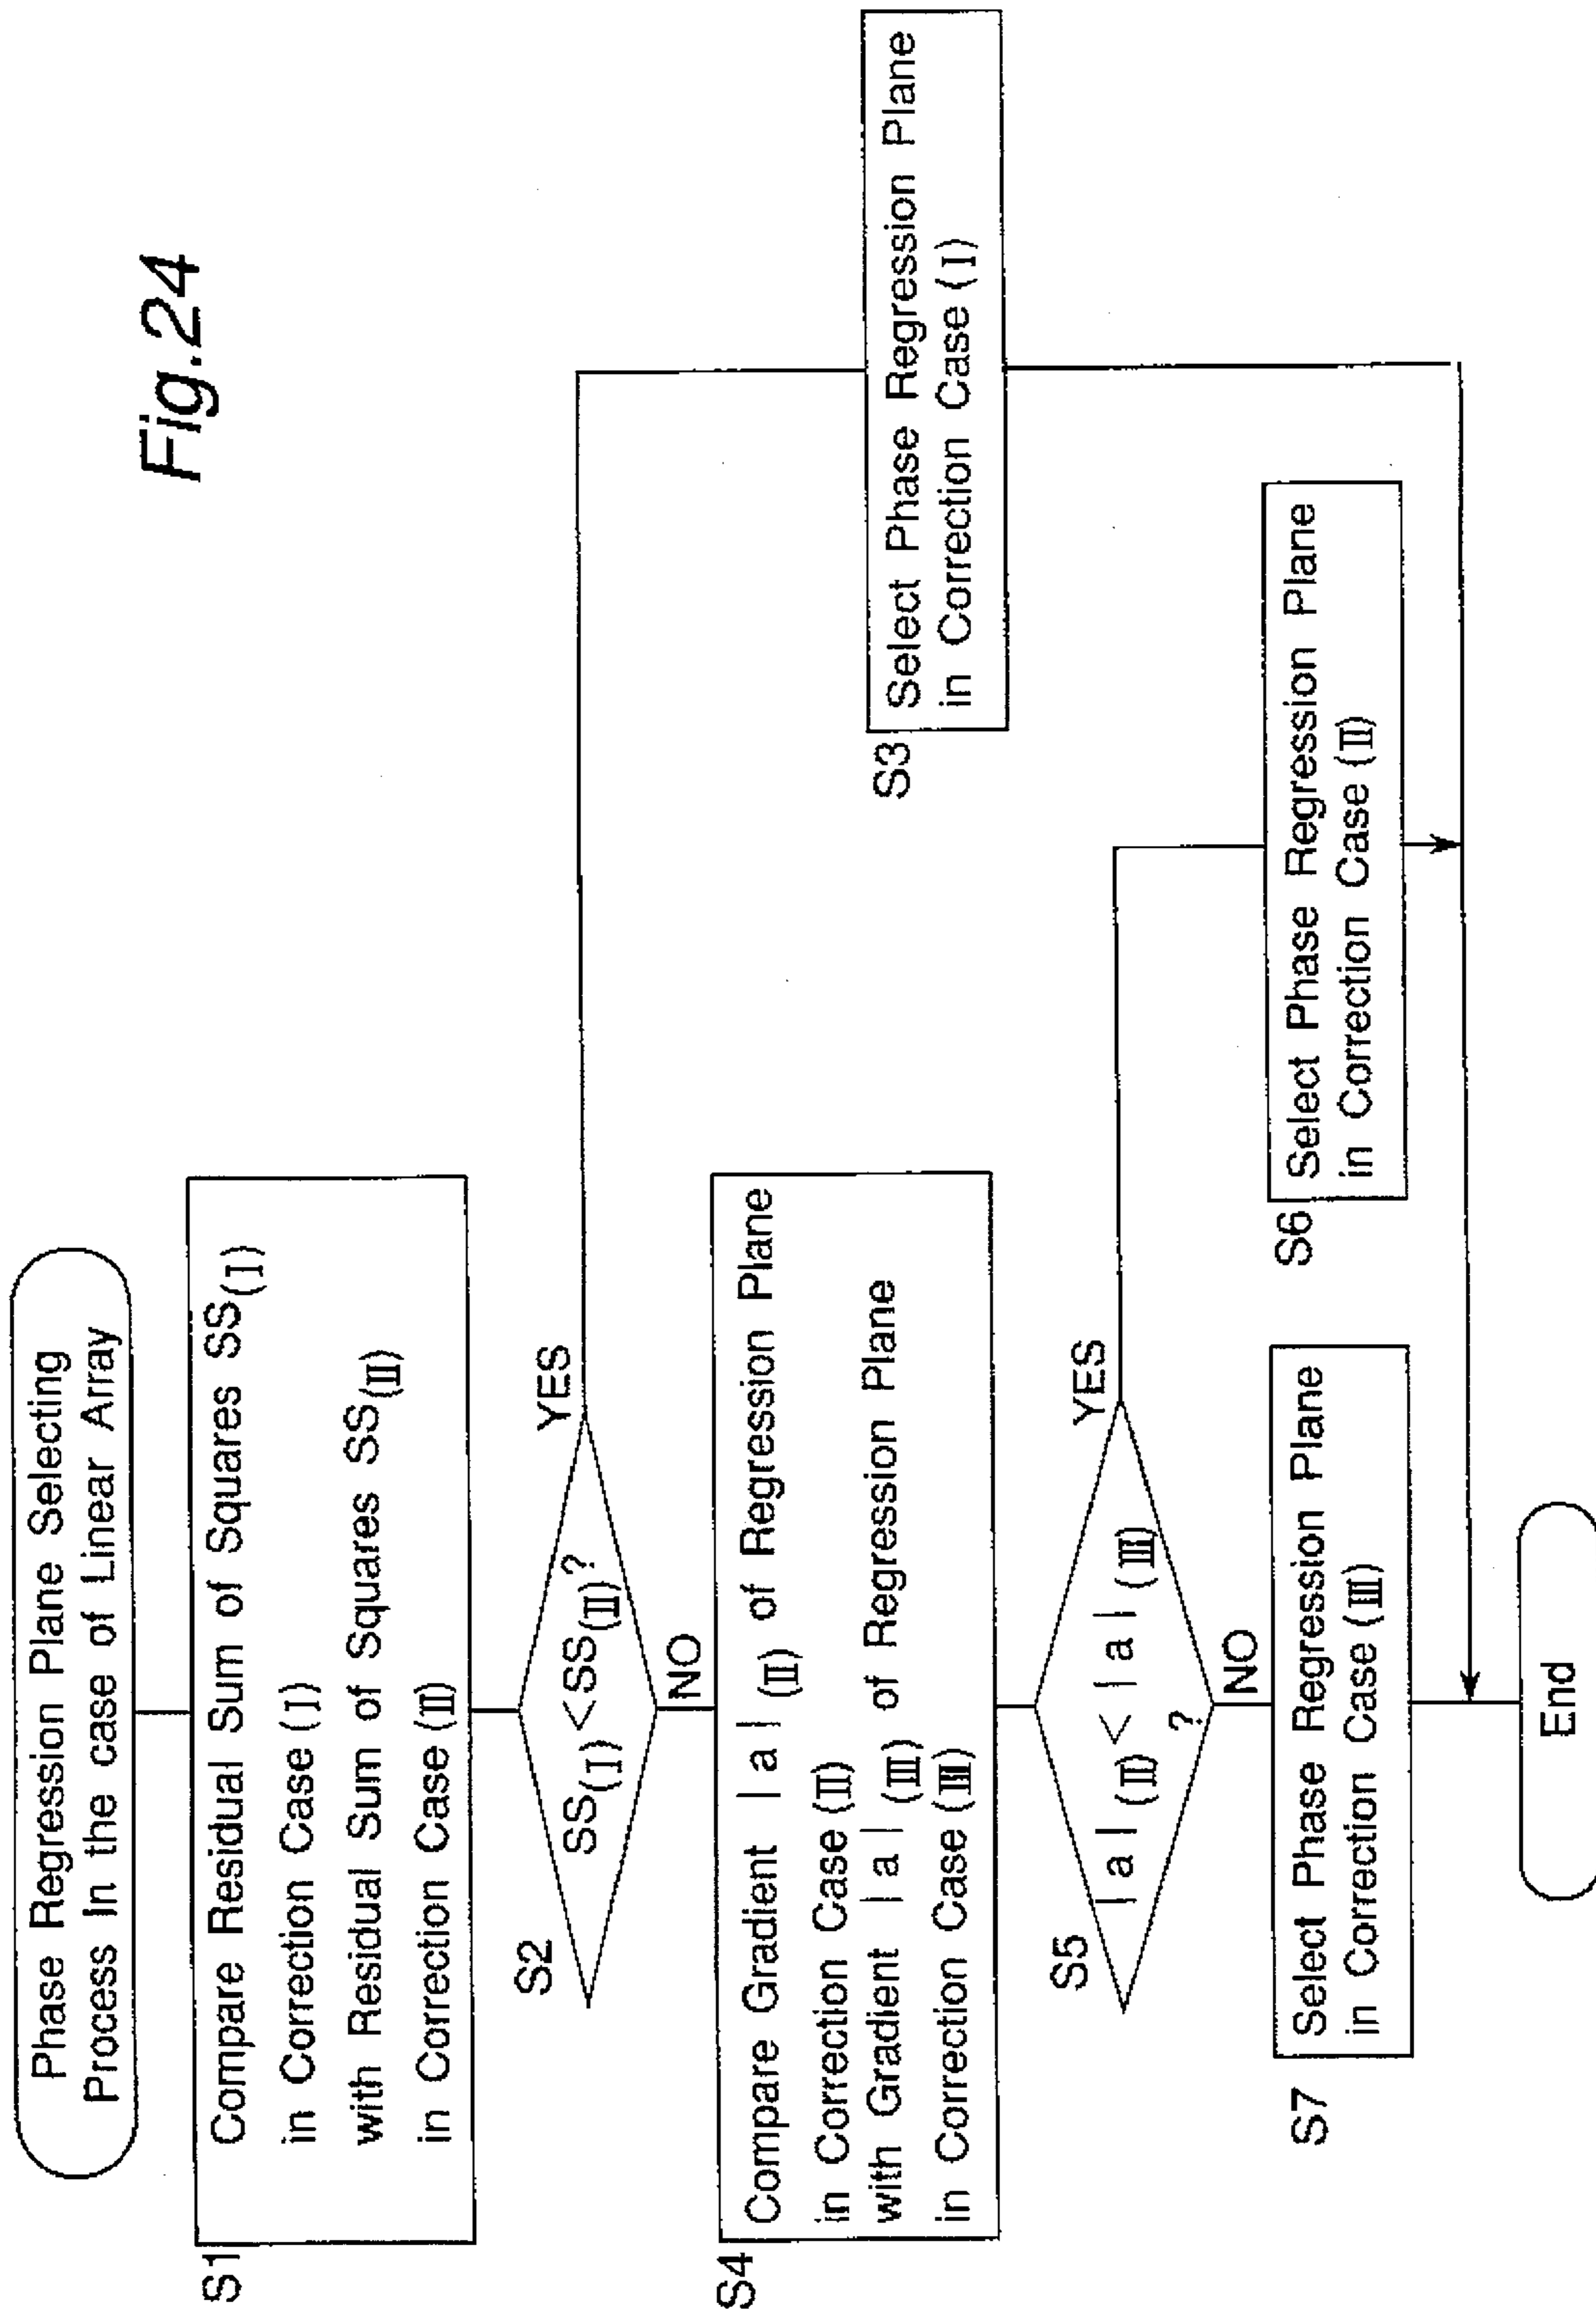 Fig.24
Phase Regression Plane Selecting
Process In the case of Linear Array
S1
Compare Residual Sum of Squares SS(I)
in Correction Case (I)
with Residual Sum of Squares SS(II)
in Correction Case (II)
S2
SS(I) <SS(II)?
YES
NO
S3
Select Phase Regression Plane
in Correction Case (I)
S4
Compare Gradient |a| (II) of Regression Plane
in Correction Case (II)
with Gradient |a| (III) of Regression Plane
in Correction Case (III)
S5
|a| (II) < |a| (III)
?
YES
NO
S6
Select Phase Regression Plane
in Correction Case (II)
S7
Select Phase Regression Plane
in Correction Case (III)
End